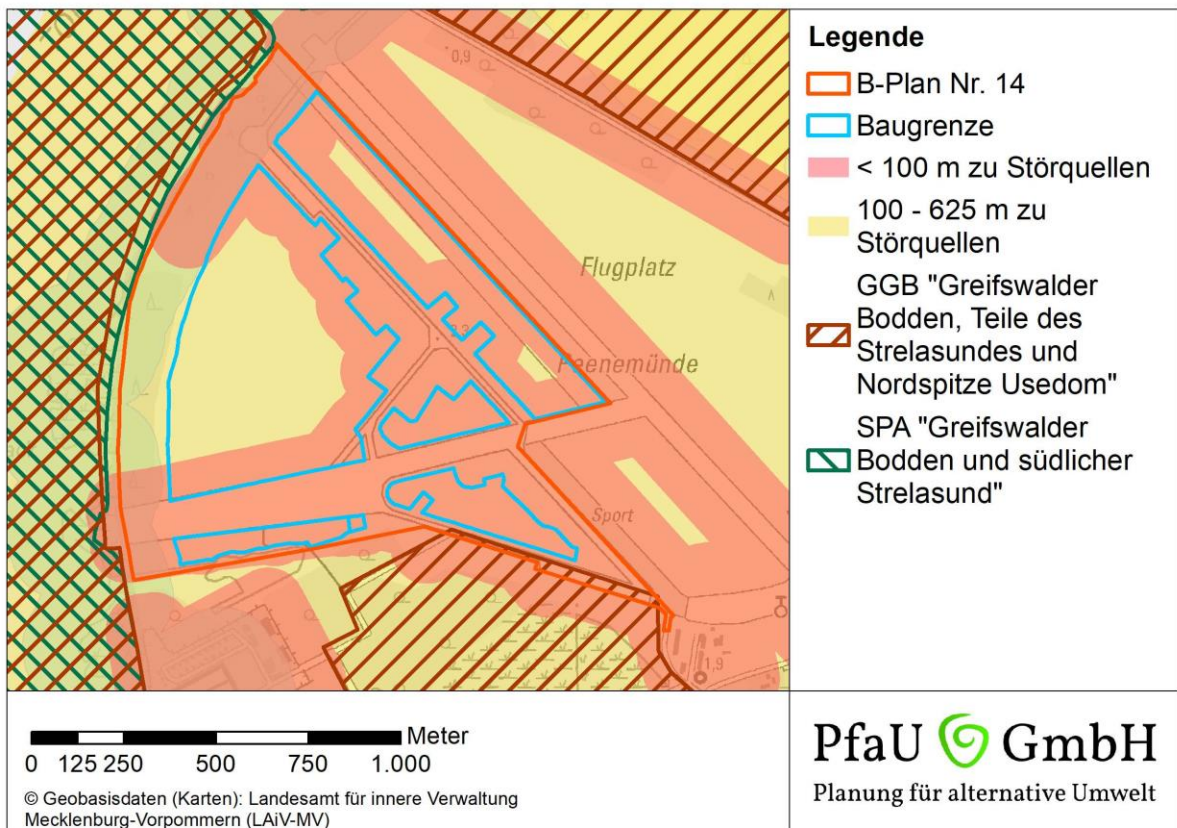 0,9
Flugplatz
2,3
Peenemünde
Sport
1,9
Legende
B-Plan Nr. 14
Baugrenze
< 100 m zu Störquellen
100 - 625 m zu
Störquellen
GGB "Greifswalder
Bodden, Teile des
Strelasundes und
Nordspitze Usedom"
SPA "Greifswalder
Bodden und südlicher
Strelasund"
Meter
0 125 250 500 750 1.000
© Geobasisdaten (Karten): Landesamt für innere Verwaltung
Mecklenburg-Vorpommern (LAiV-MV)
PfaU GmbH
Planung für alternative Umwelt